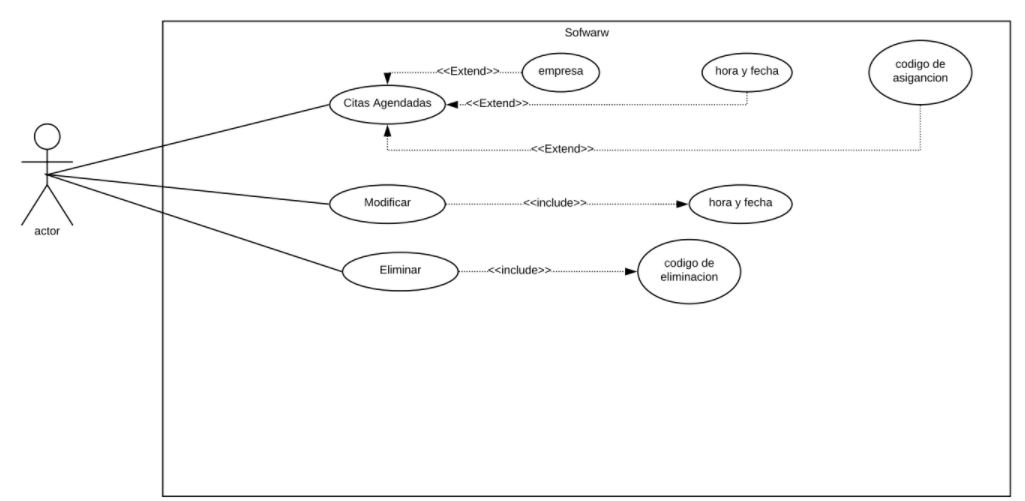 Sofwarw
<<Extend>>
empresa
hora y fecha
codigo de
asigancion
Citas Agendadas
<<Extend>>
<<Extend>>
actor
Modificar
<<include>>
hora y fecha
Eliminar
<<include>>
codigo de
eliminacion